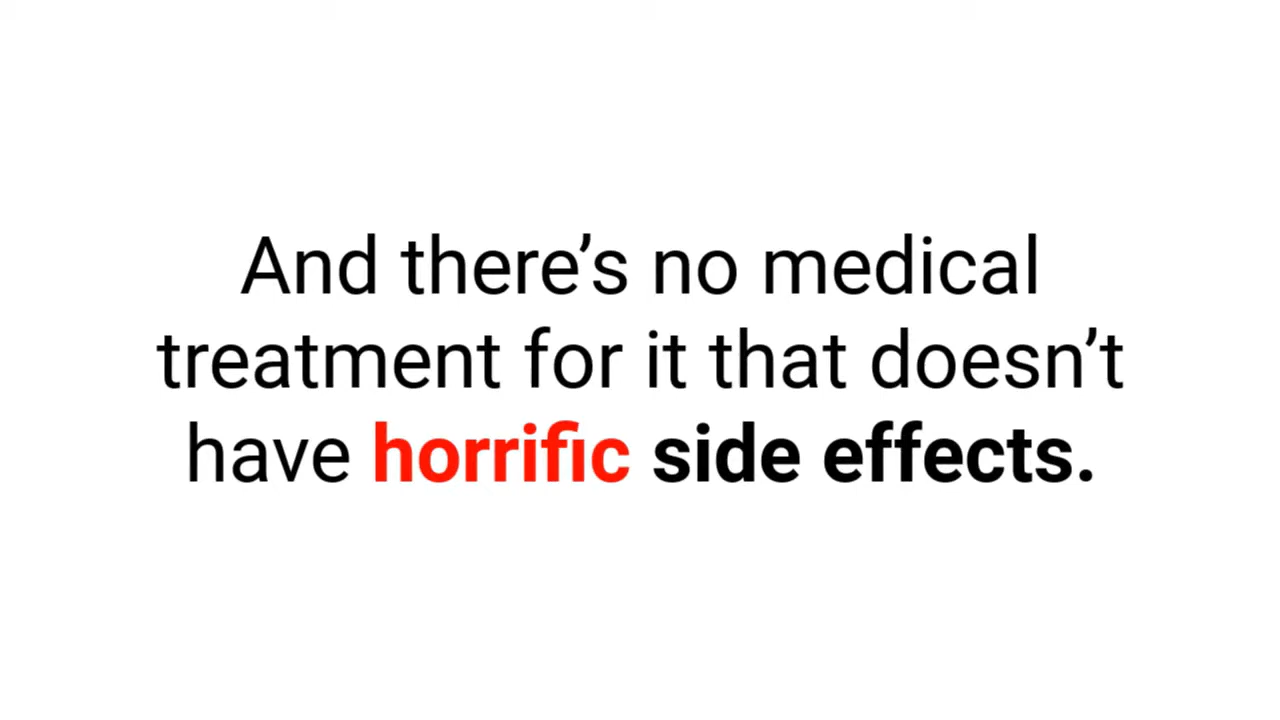 And there’s no medical
treatment for it that doesn’t
have horrific side effects.